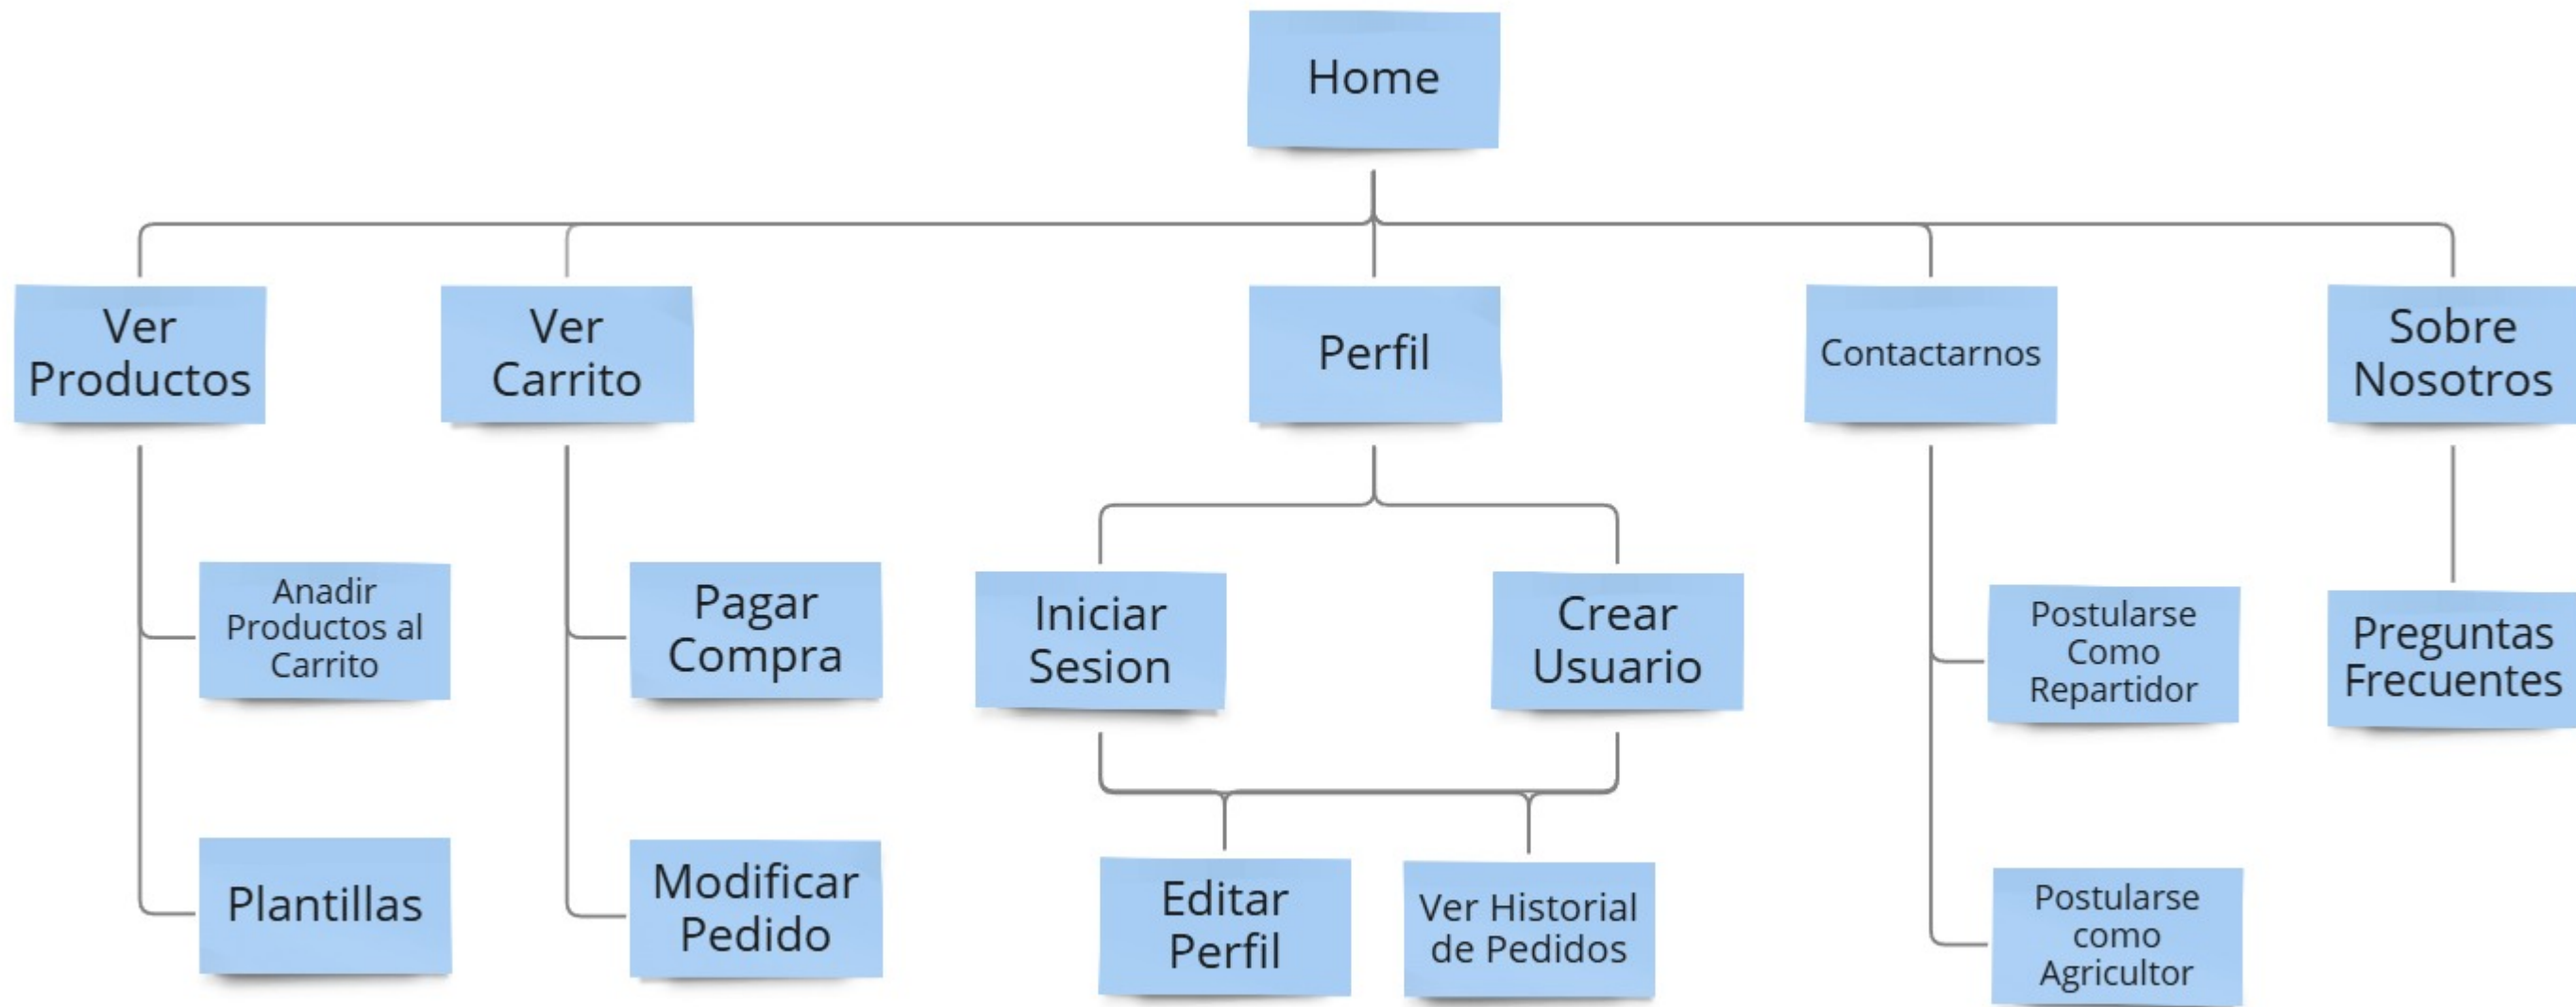 Home
Ver
Productos
Ver
Carrito
Perfil
Contactarnos
Sobre
Nosotros
Anadir
Productos al
Carrito
Pagar
Compra
Iniciar
Sesion
Crear
Usuario
Postularse
Como
Repartidor
Preguntas
Frecuentes
Plantillas
Modificar
Pedido
Editar
Perfil
Ver Historial
de Pedidos
Postularse
como
Agricultor